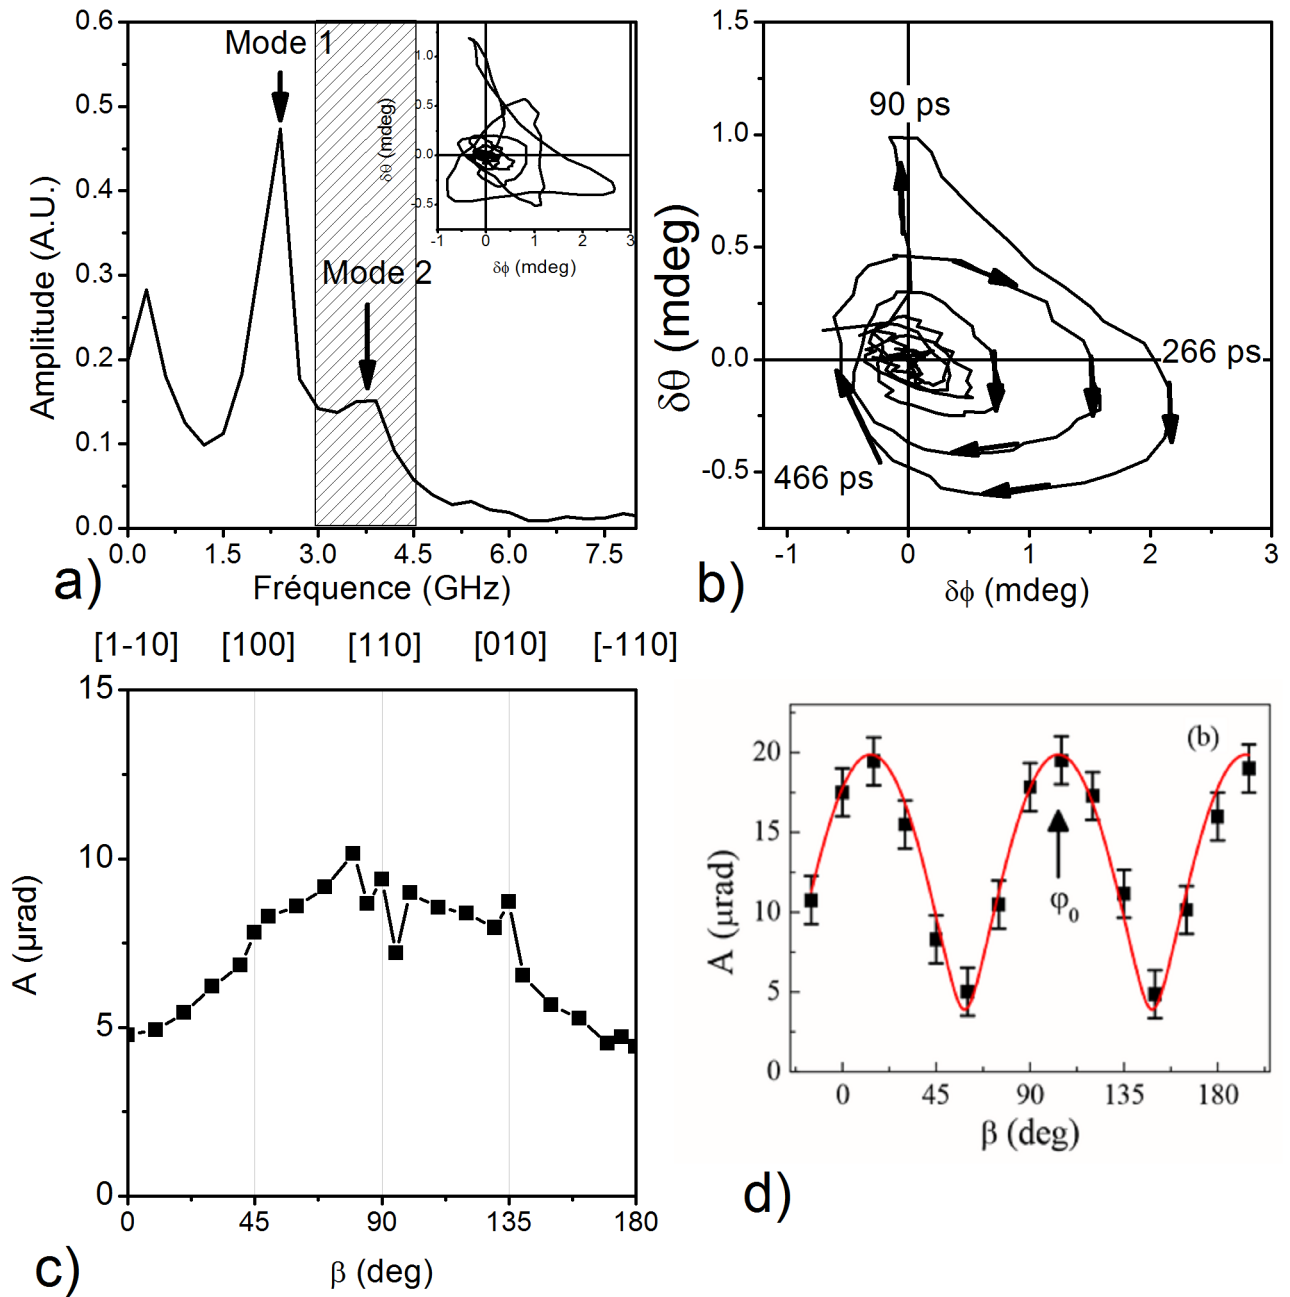 0.6
0.5
0.4
0.3
0.2
0.1
0.0
Amplitude (A.U.)
Mode 1
Mode 2
0.0 1.5 3.0 4.5 6.0 7.5
Fréquence (GHz)
1.0
0.5
0.0
-0.5
δθ (mdeg)
-1 0 1 2 3
δϕ (mdeg)
a)
1.5
1.0
0.5
0.0
-0.5
δθ (mdeg)
90 ps
266 ps
466 ps
-1 0 1 2 3
δϕ (mdeg)
b)
[1-10] [100] [110] [010] [-110]
15
10
5
0
A (µrad)
0 45 90 135 180
β (deg)
c)
(b)
20
15
10
5
0
A (µrad)
φ0
0 45 90 135 180
β (deg)
d)